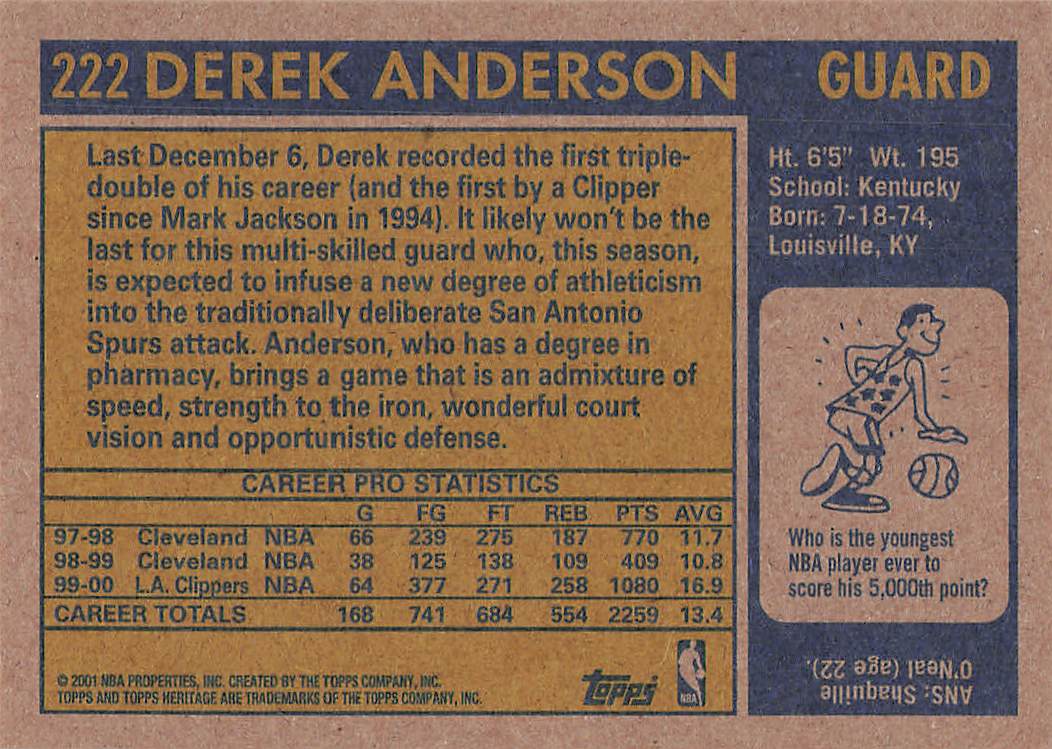 222 DEREK ANDERSON GUARD
Last December 6, Derek recorded the first triple-
double of his career (and the first by a Clipper
since Mark Jackson in 1994). It likely won't be the
last for this multi-skilled guard who, this season,
is expected to infuse a new degree of athleticism
into the traditionally deliberate San Antonio
Spurs attack. Anderson, who has a degree in
pharmacy, brings a game that is an admixture of
speed, strength to the iron, wonderful court
vision and opportunistic defense.
CAREER PRO STATISTICS
G FG FT REB PTS AVG
97-98 Cleveland NBA 66 239 275 187 770 11.7
98-99 Cleveland NBA 38 125 138 109 409 10.8
99-00 L.A. Clippers NBA 64 377 271 258 1080 16.9
CAREER TOTALS 168 741 684 554 2259 13.4
© 2001 NBA PROPERTIES, INC. CREATED BY THE TOPPS COMPANY, INC.
TOPPS AND TOPPS HERITAGE ARE TRADEMARKS OF THE TOPPS COMPANY, INC.
topps
NBA
Ht. 6'5" Wt. 195
School: Kentucky
Born: 7-18-74,
Louisville, KY
Who is the youngest
NBA player ever to
score his 5,000th point?
ANS: Shaquille
O'Neal (age 22).